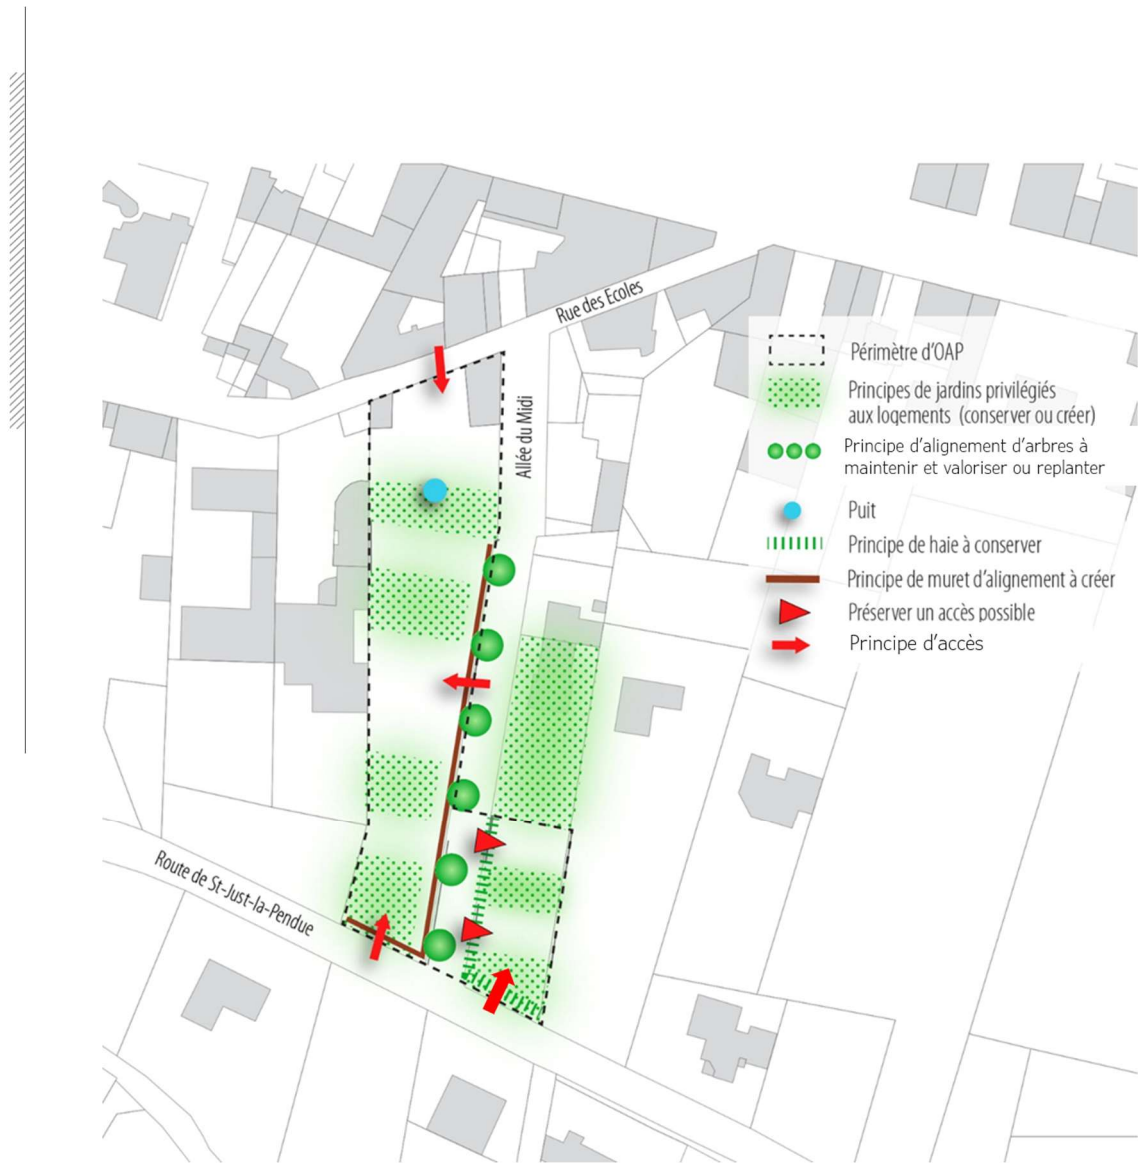 Rue des Ecoles
Allée du Midi
Route de St-Just-la-Pendue
Périmètre d'OAP
Principes de jardins privilégiés
aux logements (conserver ou créer)
Principe d'alignement d'arbres à
maintenir et valoriser ou replanter
Puit
Principe de haie à conserver
Principe de muret d'alignement à créer
Préserver un accès possible
Principe d'accès